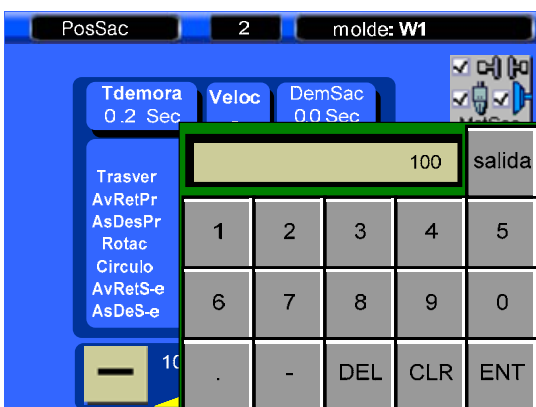 PosSac 2 molde: W1
Tdemora Veloc DemSac
0.2 Sec - 0.0 Sec
100 salida
Trasver
AvRetPr
AsDesPr
Rotac
Circulo
AvRetS-e
AsDeS-e
1 2 3 4 5
6 7 8 9 0
. - DEL CLR ENT